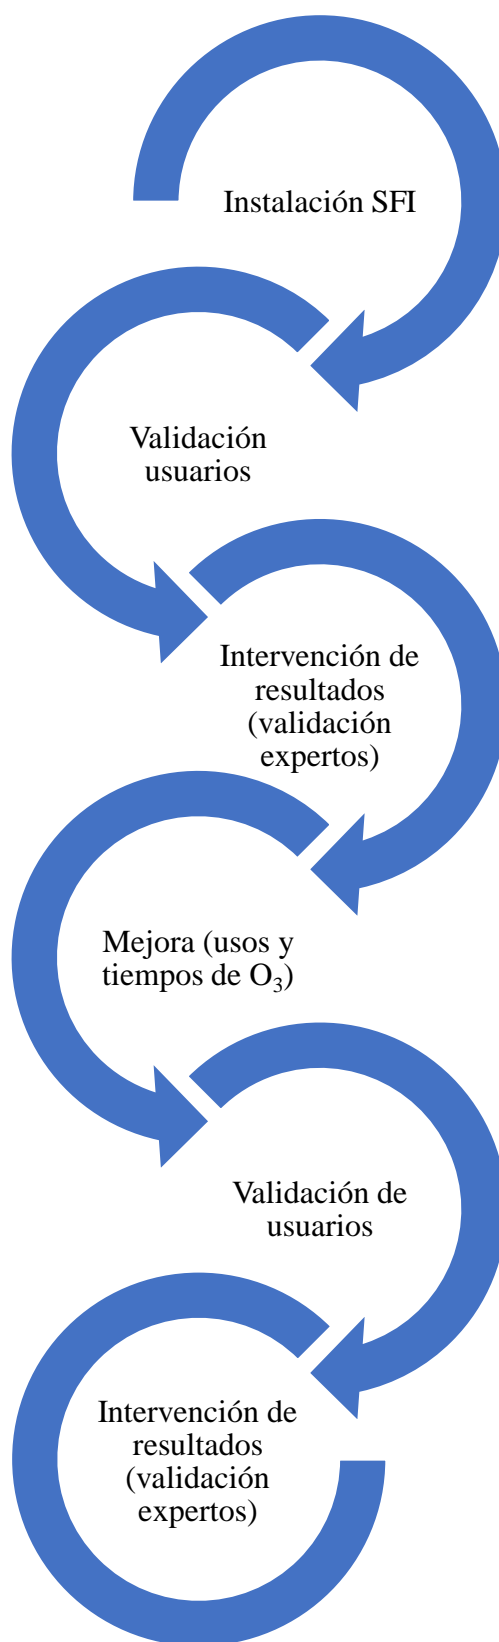 Instalación SFI
Validación
usuarios
Intervención de
resultados
(validación
expertos)
Mejora (usos y
tiempos de O₃)
Validación de
usuarios
Intervención de
resultados
(validación
expertos)